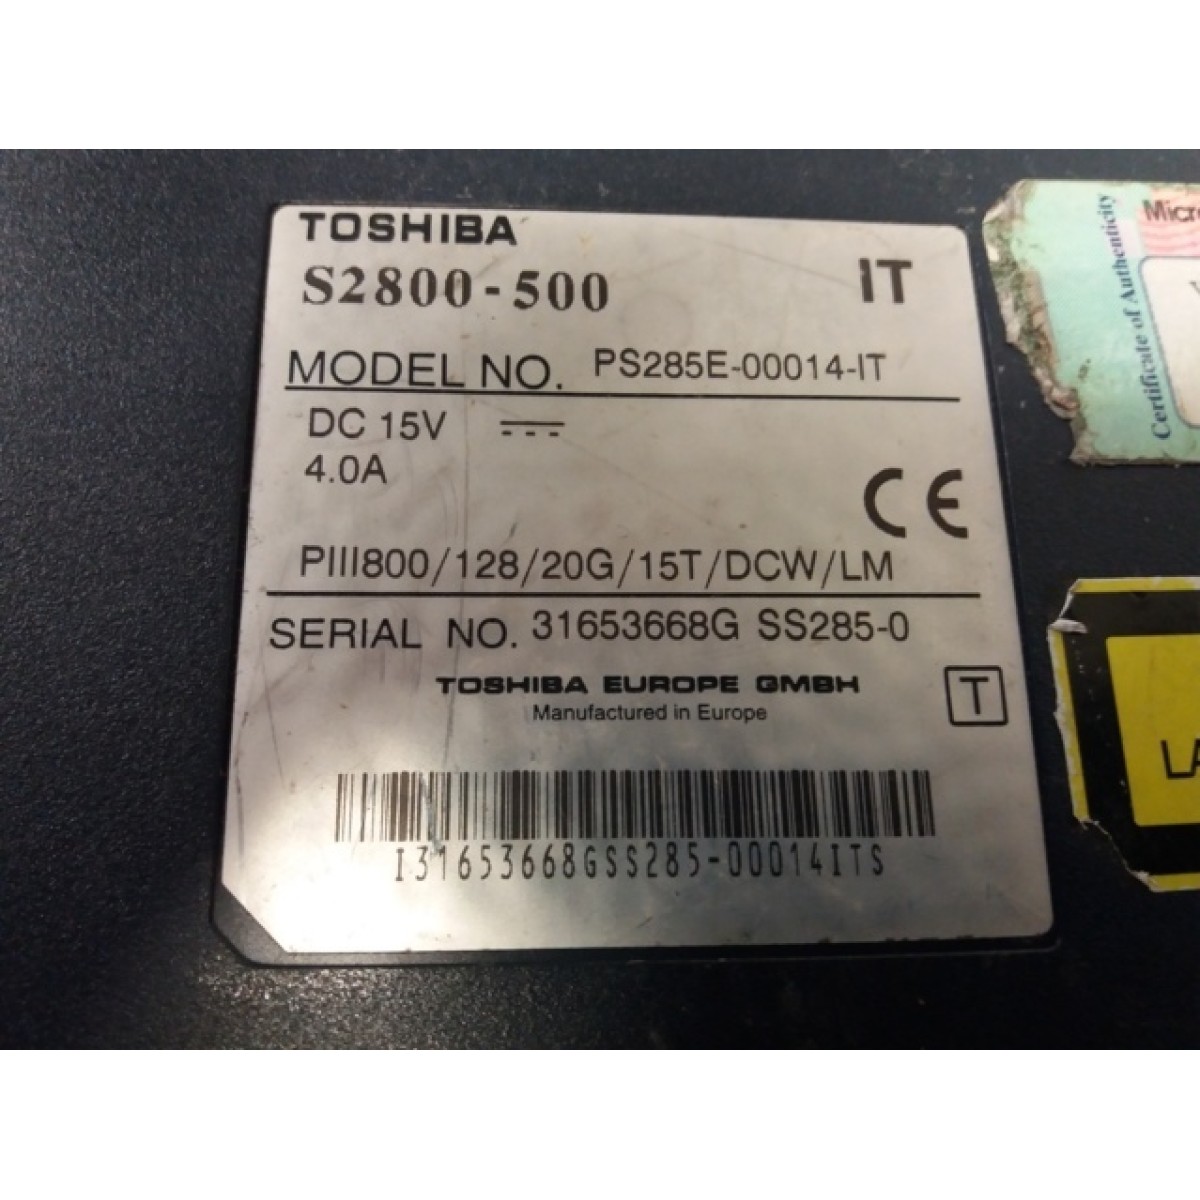 TOSHIBA
S2800-500 IT
MODEL NO. PS285E-00014-IT
DC 15V
4.0A
CE
PIII800/128/20G/15T/DCW/LM
SERIAL NO. 31653668G SS285-0
TOSHIBA EUROPE GMBH
Manufactured in Europe
T
I31653668GSS285-00014ITS
Certificate of Authenticity